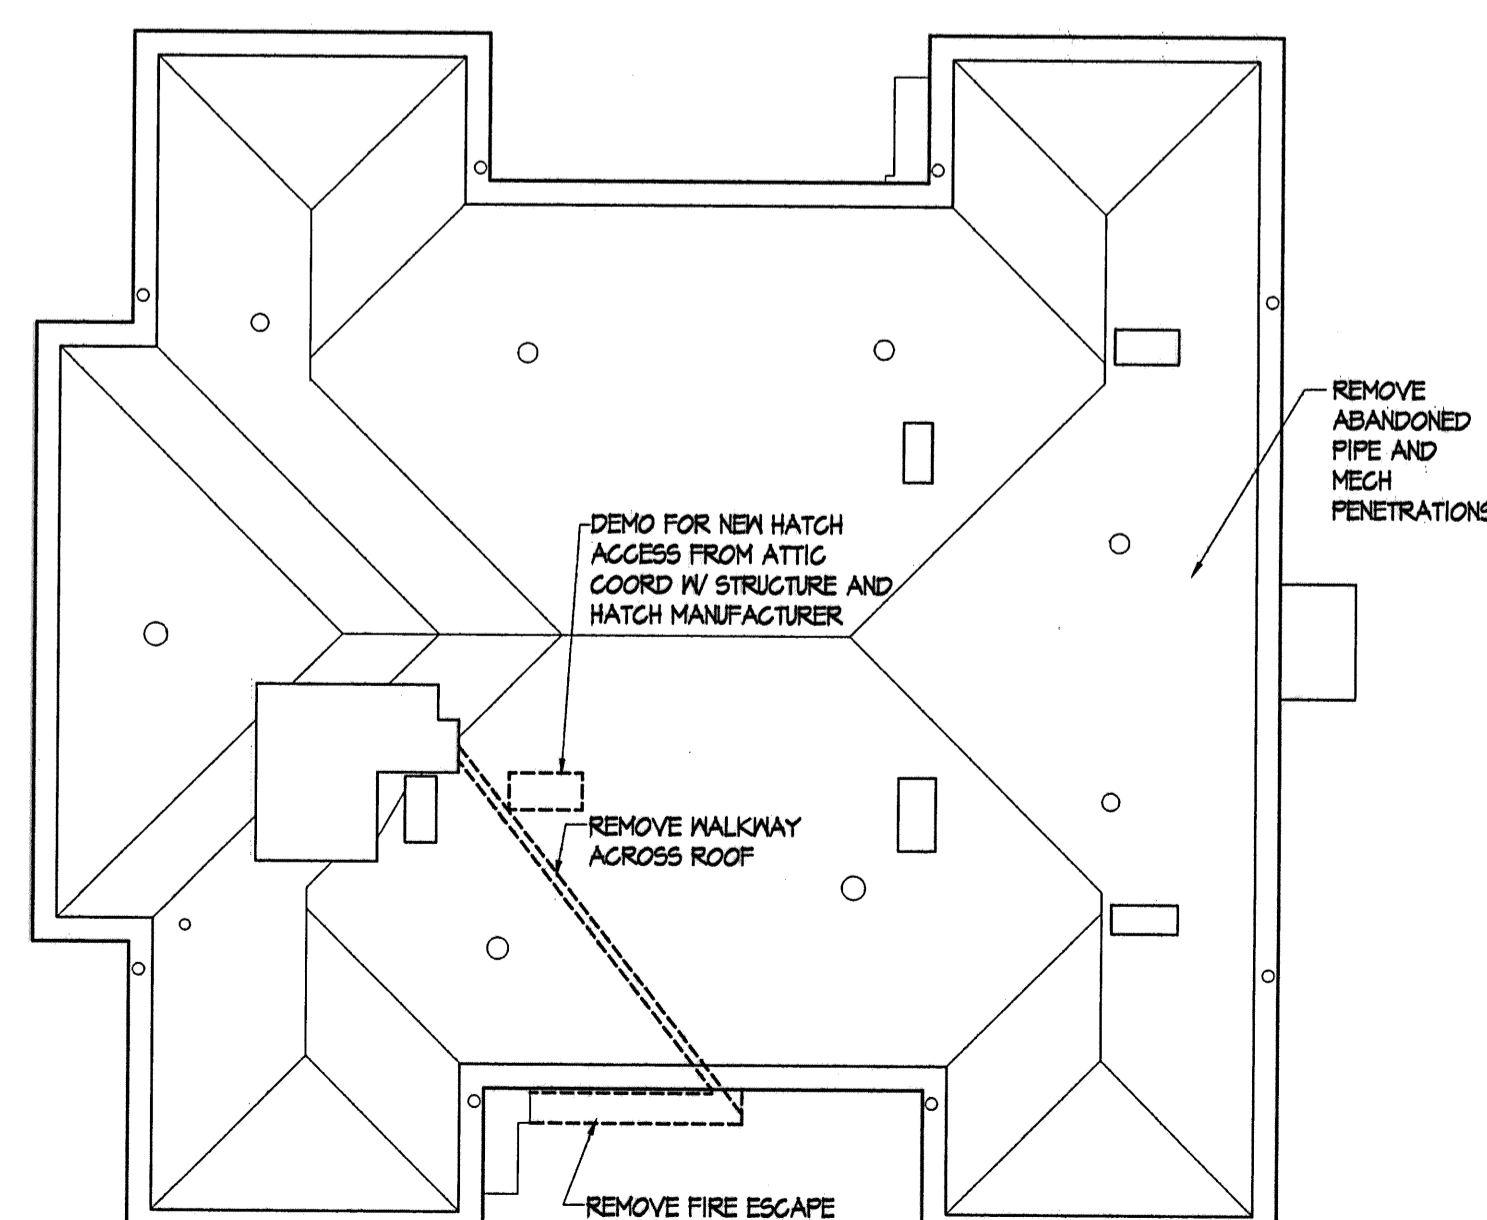 REMOVE
ABANDONED
PIPE AND
MECH
PENETRATIONS
DEMO FOR NEW HATCH
ACCESS FROM ATTIC
COORD W/ STRUCTURE AND
HATCH MANUFACTURER
REMOVE WALKWAY
ACROSS ROOF
REMOVE FIRE ESCAPE